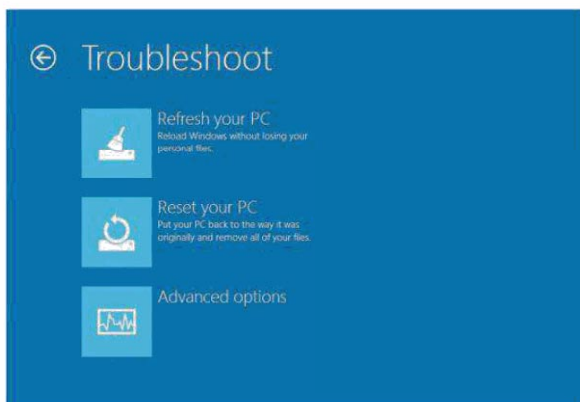 Troubleshoot
Refresh your PC
Reload Windows without losing your
personal files.
Reset your PC
Put your PC back to the way it was
originally and remove all of your files.
Advanced options